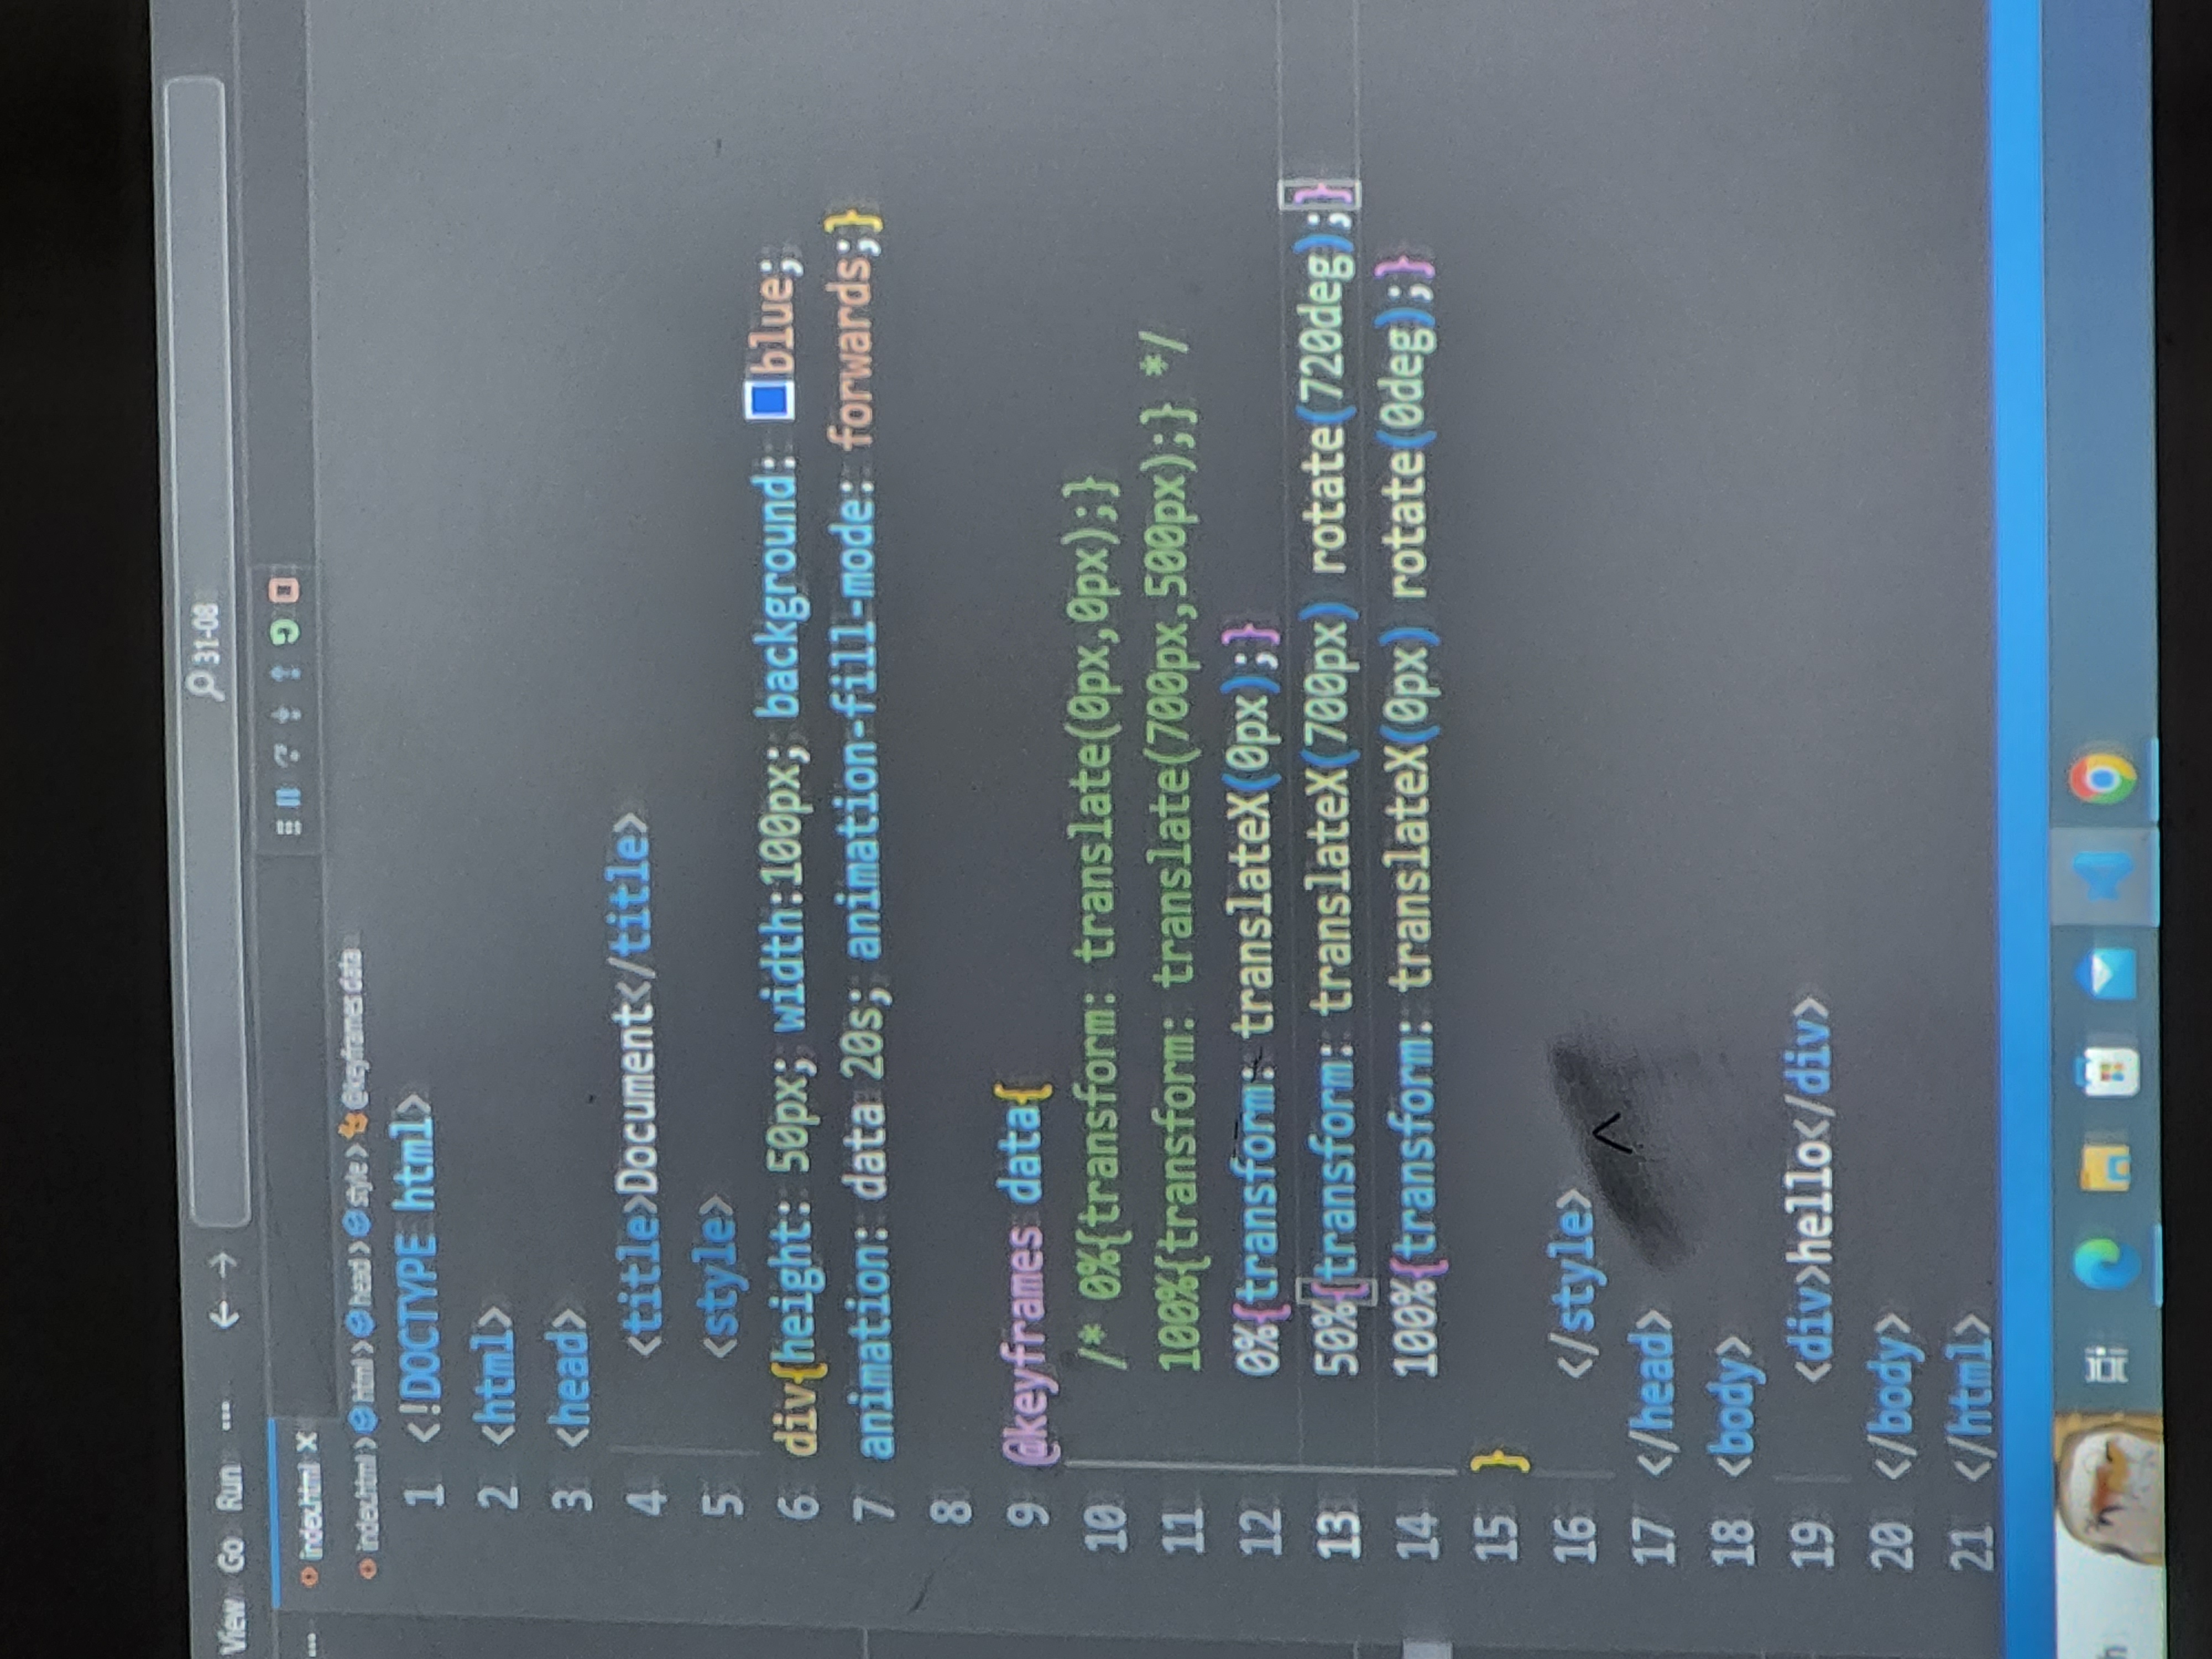 View Go Run ... ← → 31-08
index.html X
index.html > html > head > style > @keyframes data
1 <!DOCTYPE html>
2 <html>
3 <head>
4     <title>Document</title>
5     <style>
6 div{height: 50px; width:100px; background: blue;
7 animation: data 20s; animation-fill-mode: forwards;}
8
9 @keyframes data{
10     /* 0%{transform: translate(0px,0px);}
11     100%{transform: translate(700px,500px);} */
12     0%{transform: translateX(0px);}
13     50%{transform: translateX(700px) rotate(720deg);}
14     100%{transform: translateX(0px) rotate(0deg);}
15 }
16     </style>
17 </head>
18 <body>
19     <div>hello</div>
20 </body>
21 </html>